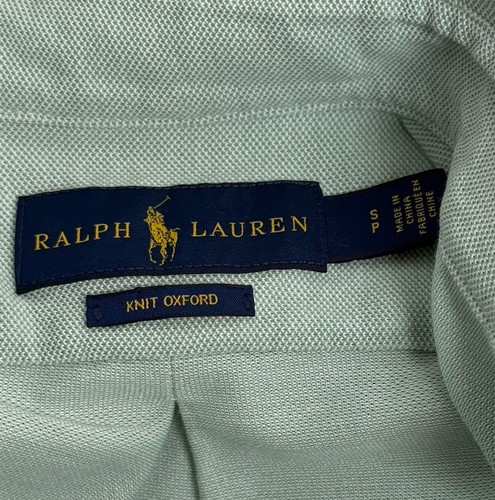 RALPH LAUREN
KNIT OXFORD
S
P
MADE IN
CHINA
FABRIQUÉ EN
CHINE